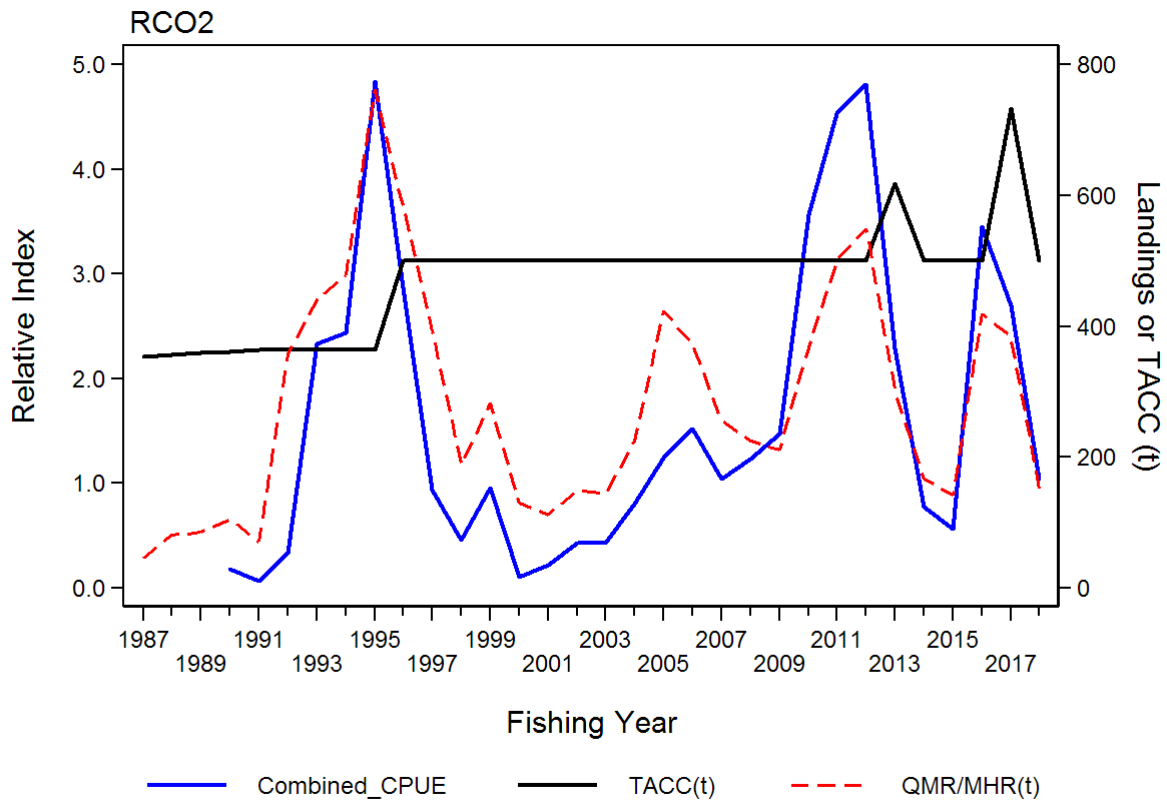 RCO2
5.0
4.0
3.0
2.0
1.0
0.0
Relative Index
800
600
400
200
0
Landings or TACC (t)
1987 1991 1995 1999 2003 2007 2011 2015
1989 1993 1997 2001 2005 2009 2013 2017
Fishing Year
Combined_CPUE TACC(t) QMR/MHR(t)